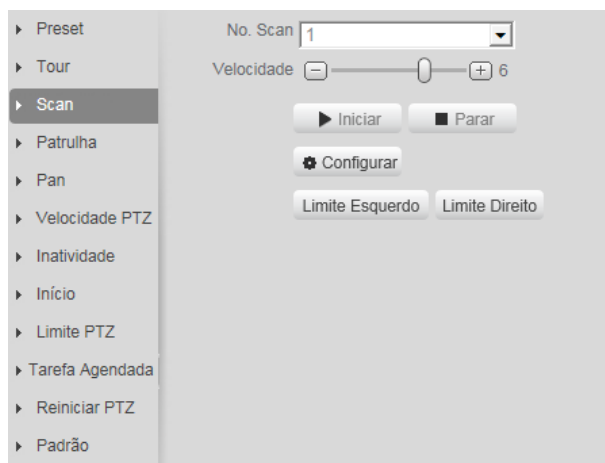 Preset
Tour
Scan
Patrulha
Pan
Velocidade PTZ
Inatividade
Início
Limite PTZ
Tarefa Agendada
Reiniciar PTZ
Padrão
No. Scan 1
Velocidade 6
Iniciar Parar
Configurar
Limite Esquerdo Limite Direito